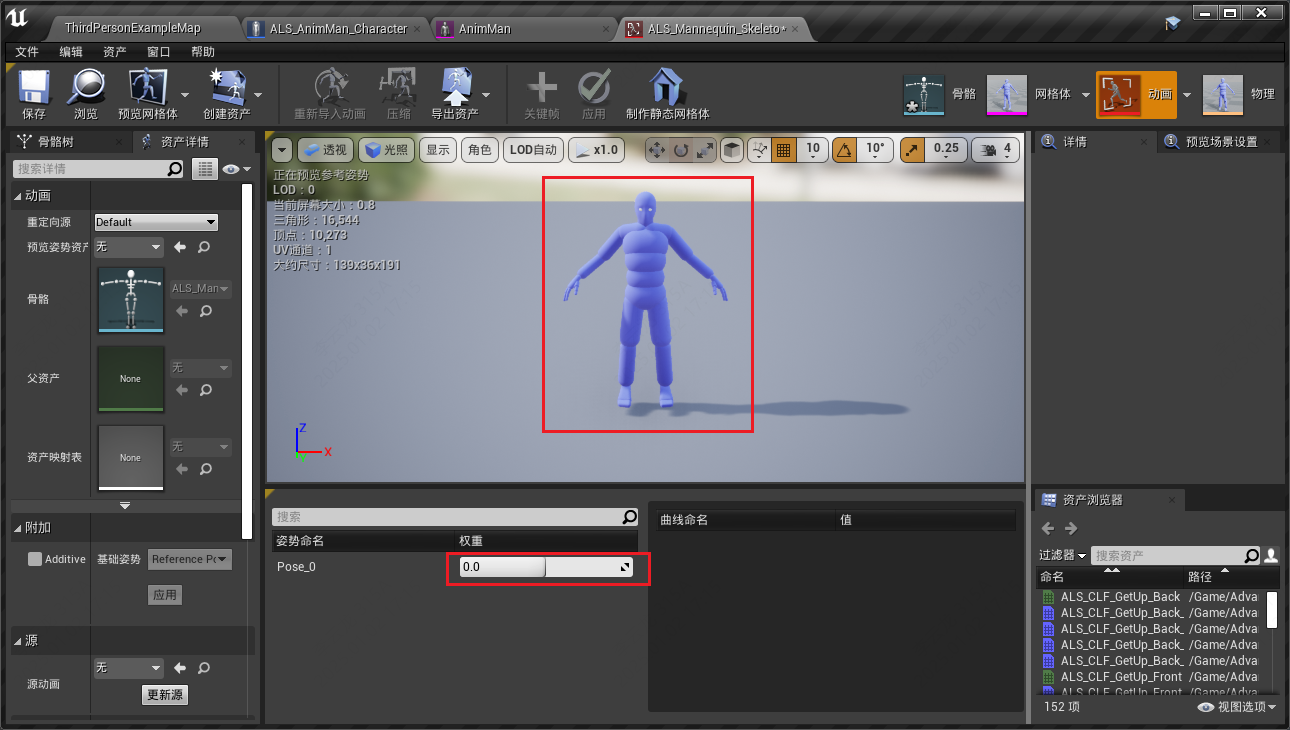 ThirdPersonExampleMap
ALS_AnimMan_Character
AnimMan
ALS_Mannequin_Skeleto*
文件 编辑 资产 窗口 帮助
保存 浏览 预览网格体 创建资产 重新导入动画 压缩 导出资产 关键帧 应用 制作静态网格体 骨骼 网格体 动画 物理
骨骼树 资产详情
搜索详情
动画
重定向源 Default
预览姿势资产 无
骨骼 ALS_Man
父资产 None 无
资产映射表 None 无
附加
Additive 基础姿势 Reference Po
应用
源
源动画 无
更新源
透视 光照 显示 角色 LOD自动 x1.0 10 10° 0.25 4
正在预览参考姿势
LOD：0
当前屏幕大小：0.8
三角形：16,544
顶点：10,273
UV通道：1
大约尺寸：139x36x191
Z
X
搜索
姿势命名 权重
Pose_0 0.0
曲线命名 值
详情 预览场景设置
资产浏览器
过滤器 搜索资产
命名 路径
ALS_CLF_GetUp_Back /Game/Adva
ALS_CLF_GetUp_Back_ /Game/Adva
ALS_CLF_GetUp_Back_ /Game/Adva
ALS_CLF_GetUp_Back_ /Game/Adva
ALS_CLF_GetUp_Back_ /Game/Adva
ALS_CLF_GetUp_Front /Game/Adva
ALS_CLF_GetUp_Front /Game/Adva
152 项 视图选项